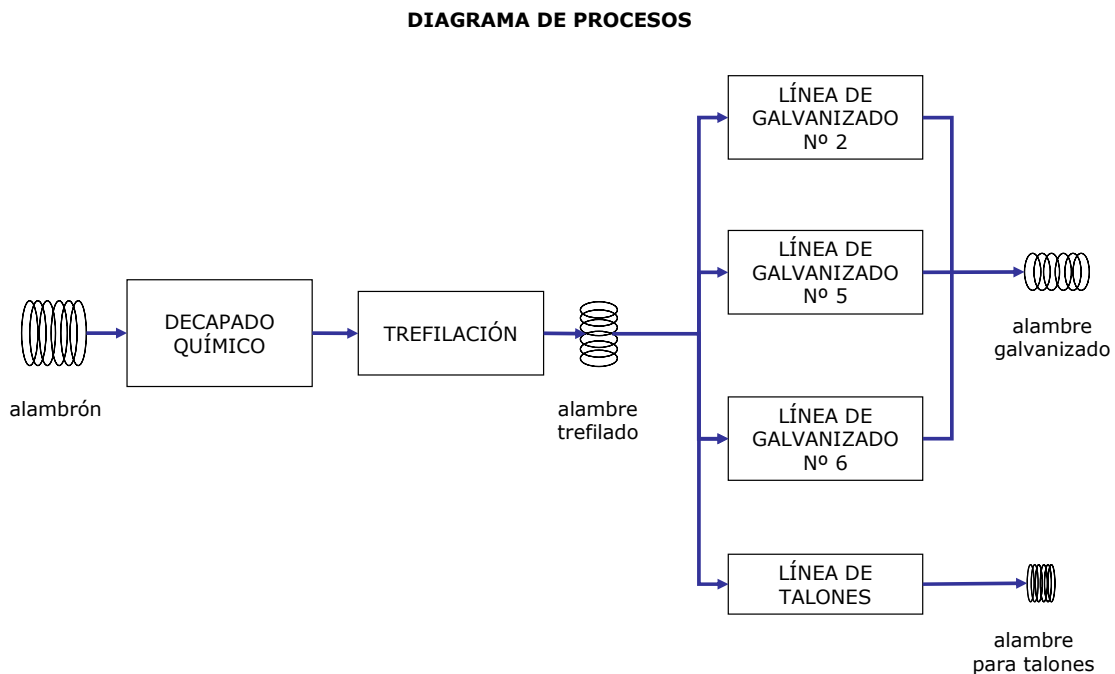 DIAGRAMA DE PROCESOS
LÍNEA DE
GALVANIZADO
Nº 2
LÍNEA DE
GALVANIZADO
Nº 5
DECAPADO
QUÍMICO
TREFILACIÓN
alambre
galvanizado
alambrón
alambre
trefilado
LÍNEA DE
GALVANIZADO
Nº 6
LÍNEA DE
TALONES
alambre
para talones